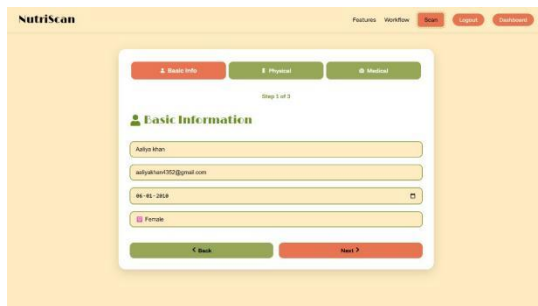 NutriScan Features Workflow Scan Logout Dashboard
Basic Info Physical Medical
Step 1 of 3
Basic Information
Aaliya khan
aaliyakhan4352@gmail.com
06-01-2010
Female
Back Next